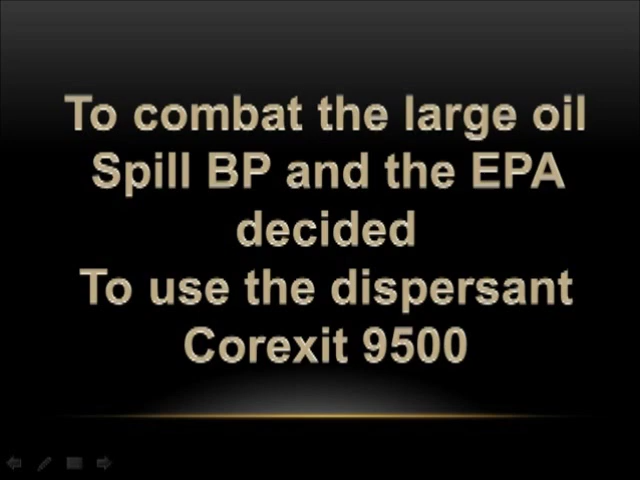 To combat the large oil
Spill BP and the EPA
decided
To use the dispersant
Corexit 9500